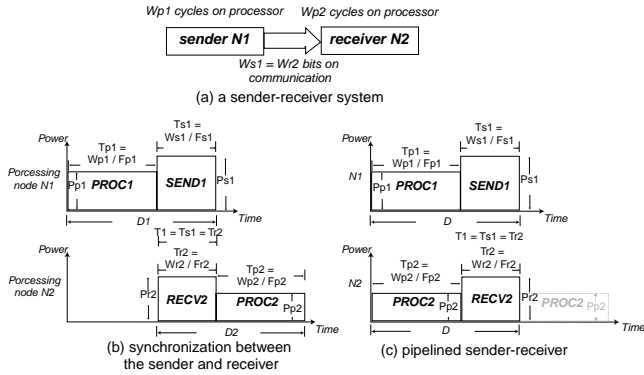 Wp1 cycles on processor
Wp2 cycles on processor
sender N1
receiver N2
Ws1 = Wr2 bits on
communication
(a) a sender-receiver system
Power
Ts1 =
Ws1 / Fs1
Tp1 =
Wp1 / Fp1
Porcessing
node N1
Pp1
PROC1
SEND1
Ps1
D1
Time
T1 = Ts1 = Tr2
Power
Tr2 =
Wr2 / Fr2
Tp2 =
Wp2 / Fp2
Porcessing
node N2
Pr2
RECV2
PROC2
Pp2
D2
Time
(b) synchronization between
the sender and receiver
Power
Ts1 =
Ws1 / Fs1
Tp1 =
Wp1 / Fp1
N1
Pp1
PROC1
SEND1
Ps1
D
Time
T1 = Ts1 = Tr2
Power
Tr2 =
Wr2 / Fr2
Tp2 =
Wp2 / Fp2
N2
PROC2
Pp2
RECV2
Pr2
PROC2
Pp2
D
Time
(c) pipelined sender-receiver